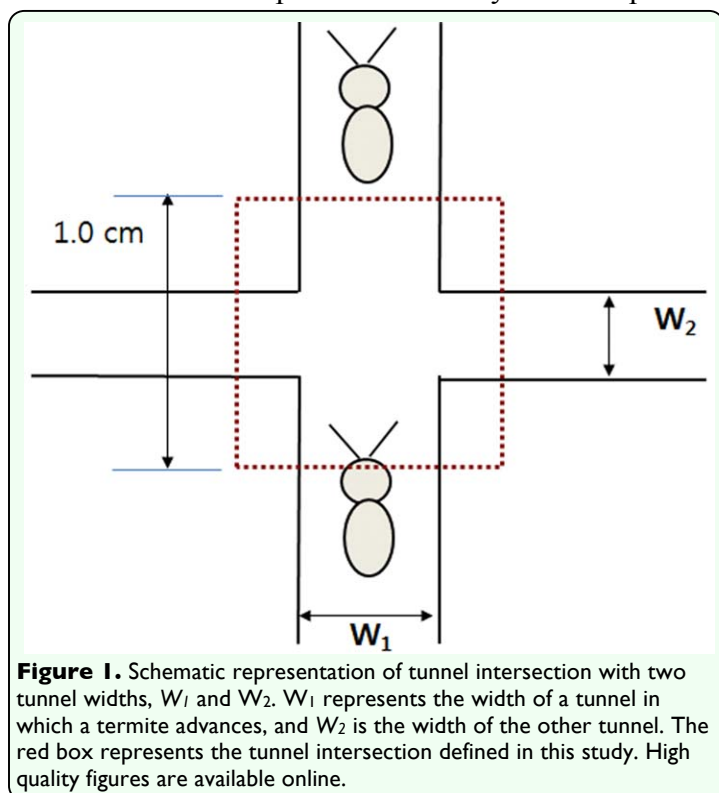 1.0 cm
W₂
W₁
Figure 1. Schematic representation of tunnel intersection with two
tunnel widths, W₁ and W₂. W₁ represents the width of a tunnel in
which a termite advances, and W₂ is the width of the other tunnel. The
red box represents the tunnel intersection defined in this study. High
quality figures are available online.